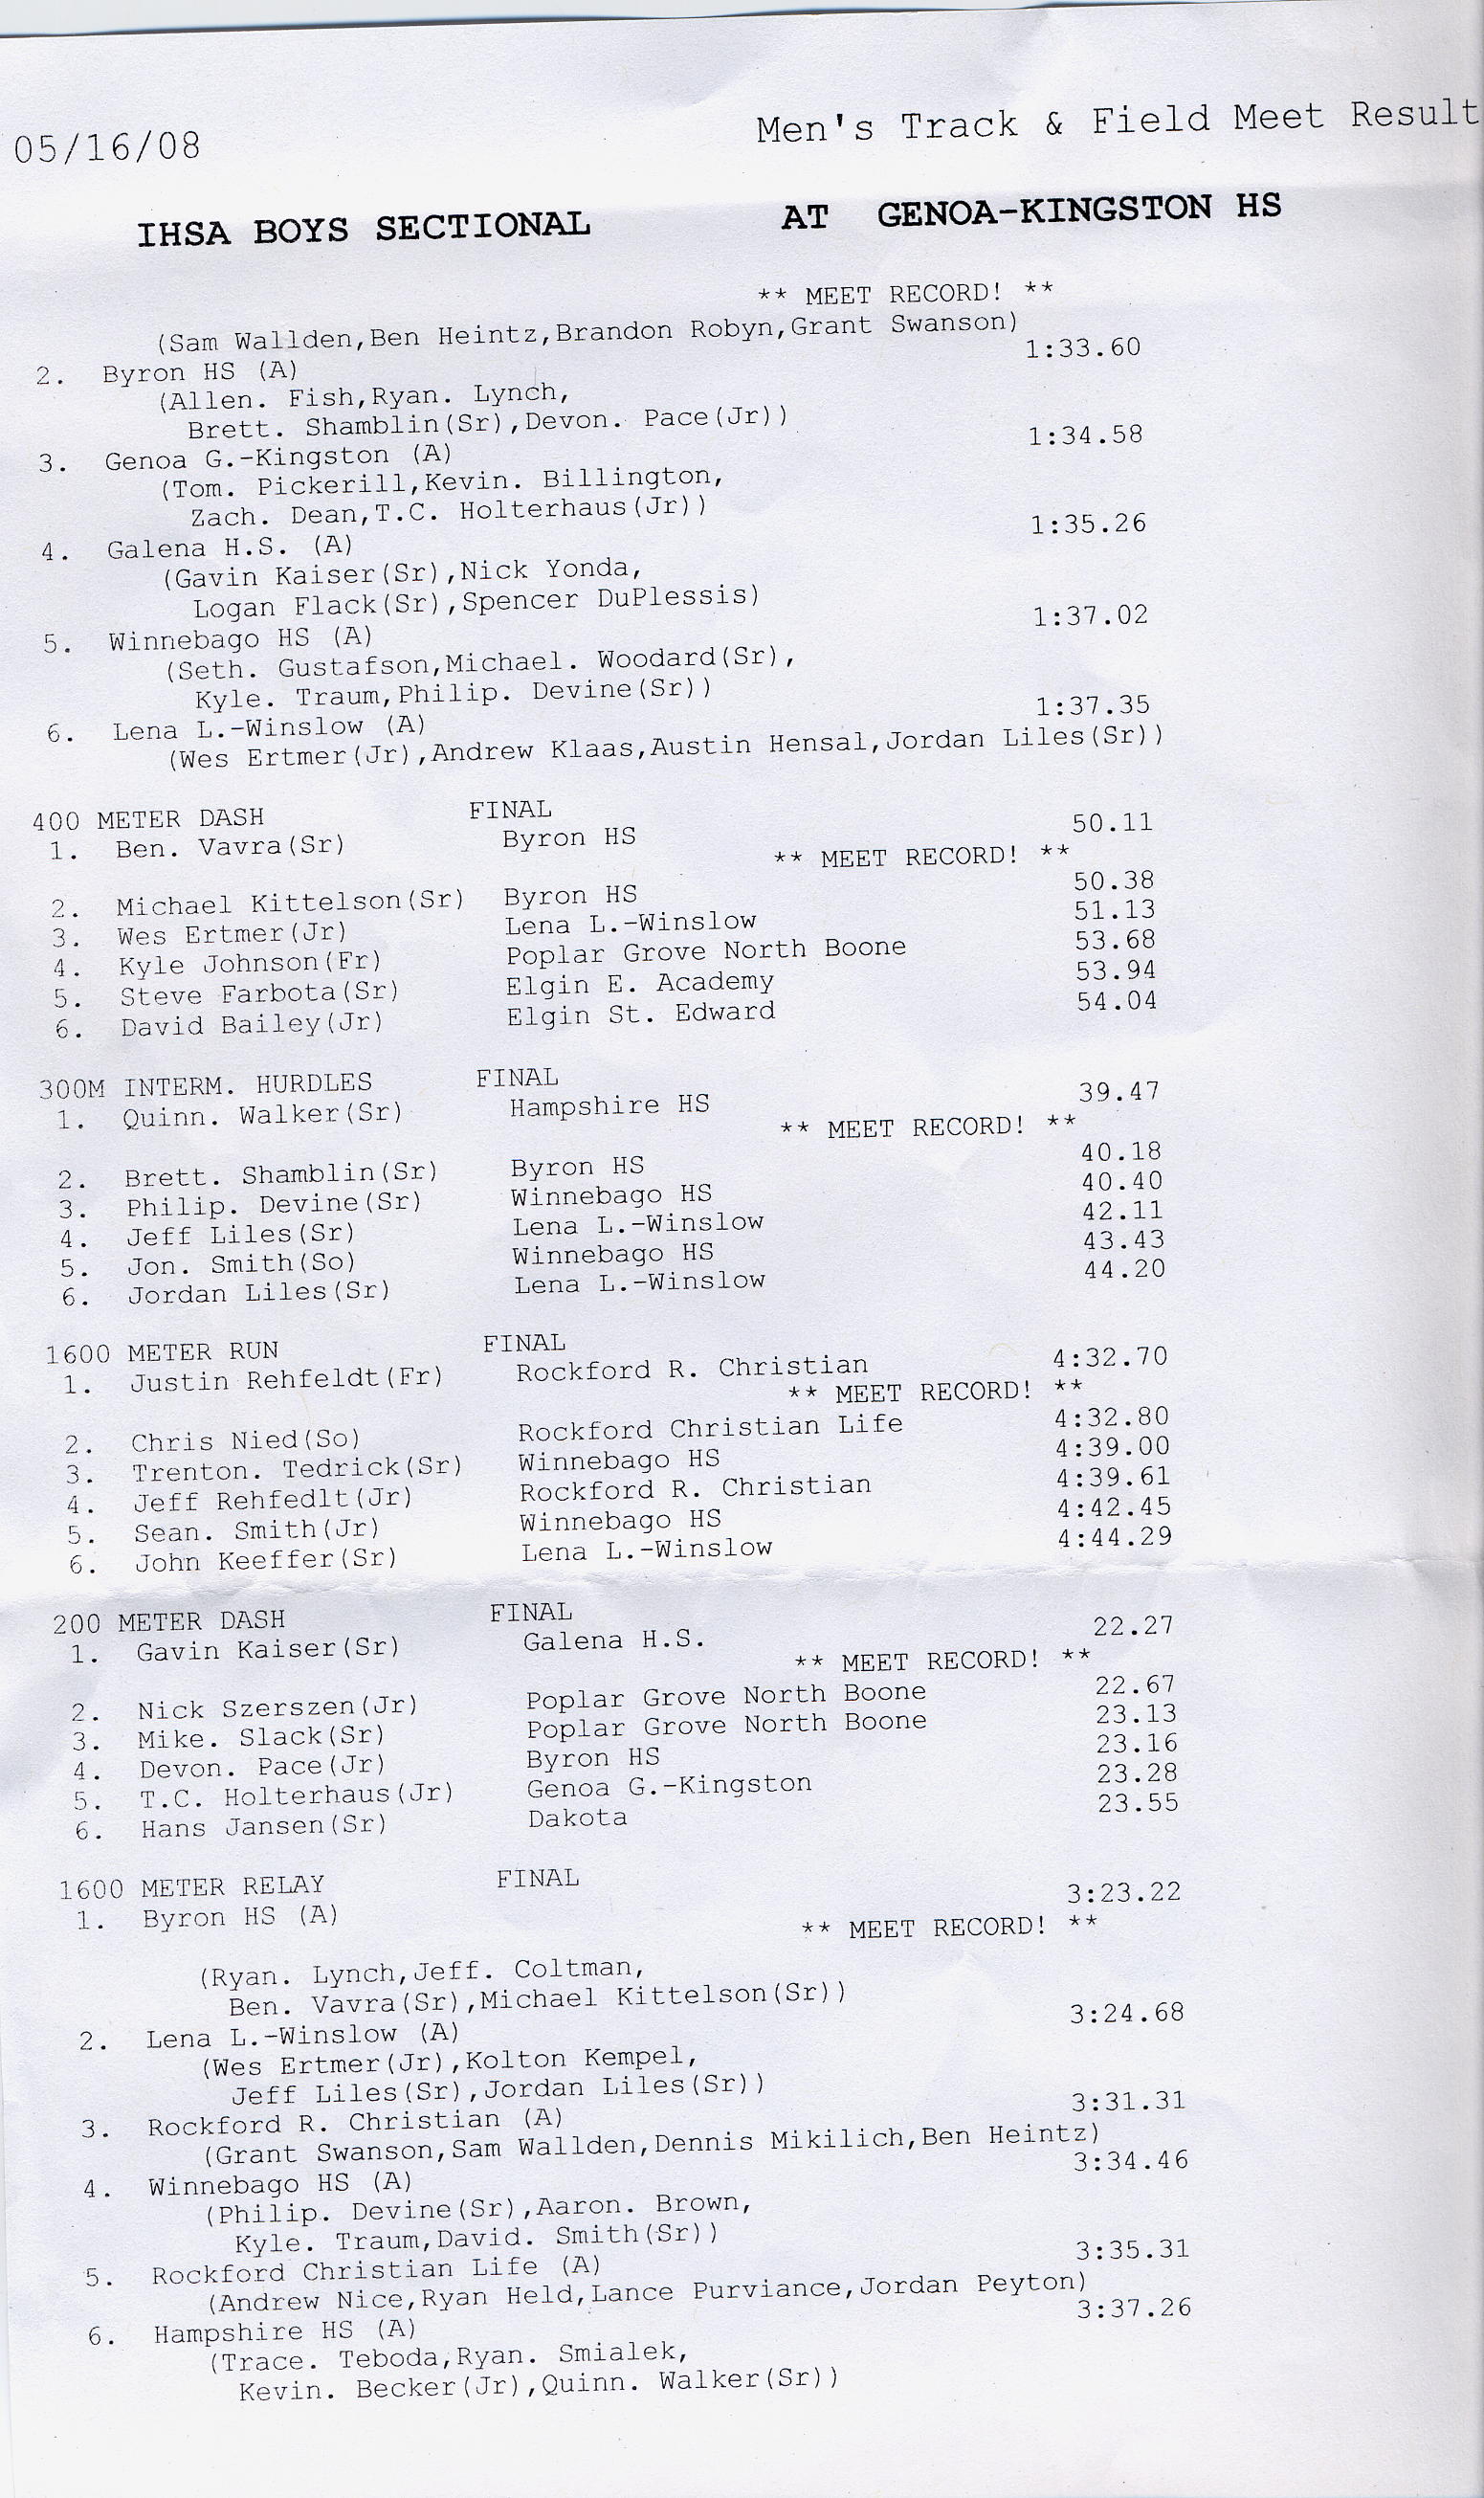 05/16/08 Men's Track & Field Meet Result
IHSA BOYS SECTIONAL AT GENOA-KINGSTON HS
** MEET RECORD! **
(Sam Wallden,Ben Heintz,Brandon Robyn,Grant Swanson)
2. Byron HS (A) 1:33.60
(Allen. Fish,Ryan. Lynch,
Brett. Shamblin(Sr),Devon. Pace(Jr))
3. Genoa G.-Kingston (A) 1:34.58
(Tom. Pickerill,Kevin. Billington,
Zach. Dean,T.C. Holterhaus(Jr))
4. Galena H.S. (A) 1:35.26
(Gavin Kaiser(Sr),Nick Yonda,
Logan Flack(Sr),Spencer DuPlessis)
5. Winnebago HS (A) 1:37.02
(Seth. Gustafson,Michael. Woodard(Sr),
Kyle. Traum,Philip. Devine(Sr))
6. Lena L.-Winslow (A) 1:37.35
(Wes Ertmer(Jr),Andrew Klaas,Austin Hensal,Jordan Liles(Sr))
400 METER DASH FINAL
1. Ben. Vavra(Sr) Byron HS 50.11
** MEET RECORD! **
2. Michael Kittelson(Sr) Byron HS 50.38
3. Wes Ertmer(Jr) Lena L.-Winslow 51.13
4. Kyle Johnson(Fr) Poplar Grove North Boone 53.68
5. Steve Farbota(Sr) Elgin E. Academy 53.94
6. David Bailey(Jr) Elgin St. Edward 54.04
300M INTERM. HURDLES FINAL
1. Quinn. Walker(Sr) Hampshire HS 39.47
** MEET RECORD! **
2. Brett. Shamblin(Sr) Byron HS 40.18
3. Philip. Devine(Sr) Winnebago HS 40.40
4. Jeff Liles(Sr) Lena L.-Winslow 42.11
5. Jon. Smith(So) Winnebago HS 43.43
6. Jordan Liles(Sr) Lena L.-Winslow 44.20
1600 METER RUN FINAL
1. Justin Rehfeldt(Fr) Rockford R. Christian 4:32.70
** MEET RECORD! **
2. Chris Nied(So) Rockford Christian Life 4:32.80
3. Trenton. Tedrick(Sr) Winnebago HS 4:39.00
4. Jeff Rehfedlt(Jr) Rockford R. Christian 4:39.61
5. Sean. Smith(Jr) Winnebago HS 4:42.45
6. John Keeffer(Sr) Lena L.-Winslow 4:44.29
200 METER DASH FINAL
1. Gavin Kaiser(Sr) Galena H.S. 22.27
** MEET RECORD! **
2. Nick Szerszen(Jr) Poplar Grove North Boone 22.67
3. Mike. Slack(Sr) Poplar Grove North Boone 23.13
4. Devon. Pace(Jr) Byron HS 23.16
5. T.C. Holterhaus(Jr) Genoa G.-Kingston 23.28
6. Hans Jansen(Sr) Dakota 23.55
1600 METER RELAY FINAL
1. Byron HS (A) 3:23.22
** MEET RECORD! **
(Ryan. Lynch,Jeff. Coltman,
Ben. Vavra(Sr),Michael Kittelson(Sr))
2. Lena L.-Winslow (A) 3:24.68
(Wes Ertmer(Jr),Kolton Kempel,
Jeff Liles(Sr),Jordan Liles(Sr))
3. Rockford R. Christian (A) 3:31.31
(Grant Swanson,Sam Wallden,Dennis Mikilich,Ben Heintz)
4. Winnebago HS (A) 3:34.46
(Philip. Devine(Sr),Aaron. Brown,
Kyle. Traum,David. Smith(Sr))
5. Rockford Christian Life (A) 3:35.31
(Andrew Nice,Ryan Held,Lance Purviance,Jordan Peyton)
6. Hampshire HS (A) 3:37.26
(Trace. Teboda,Ryan. Smialek,
Kevin. Becker(Jr),Quinn. Walker(Sr))